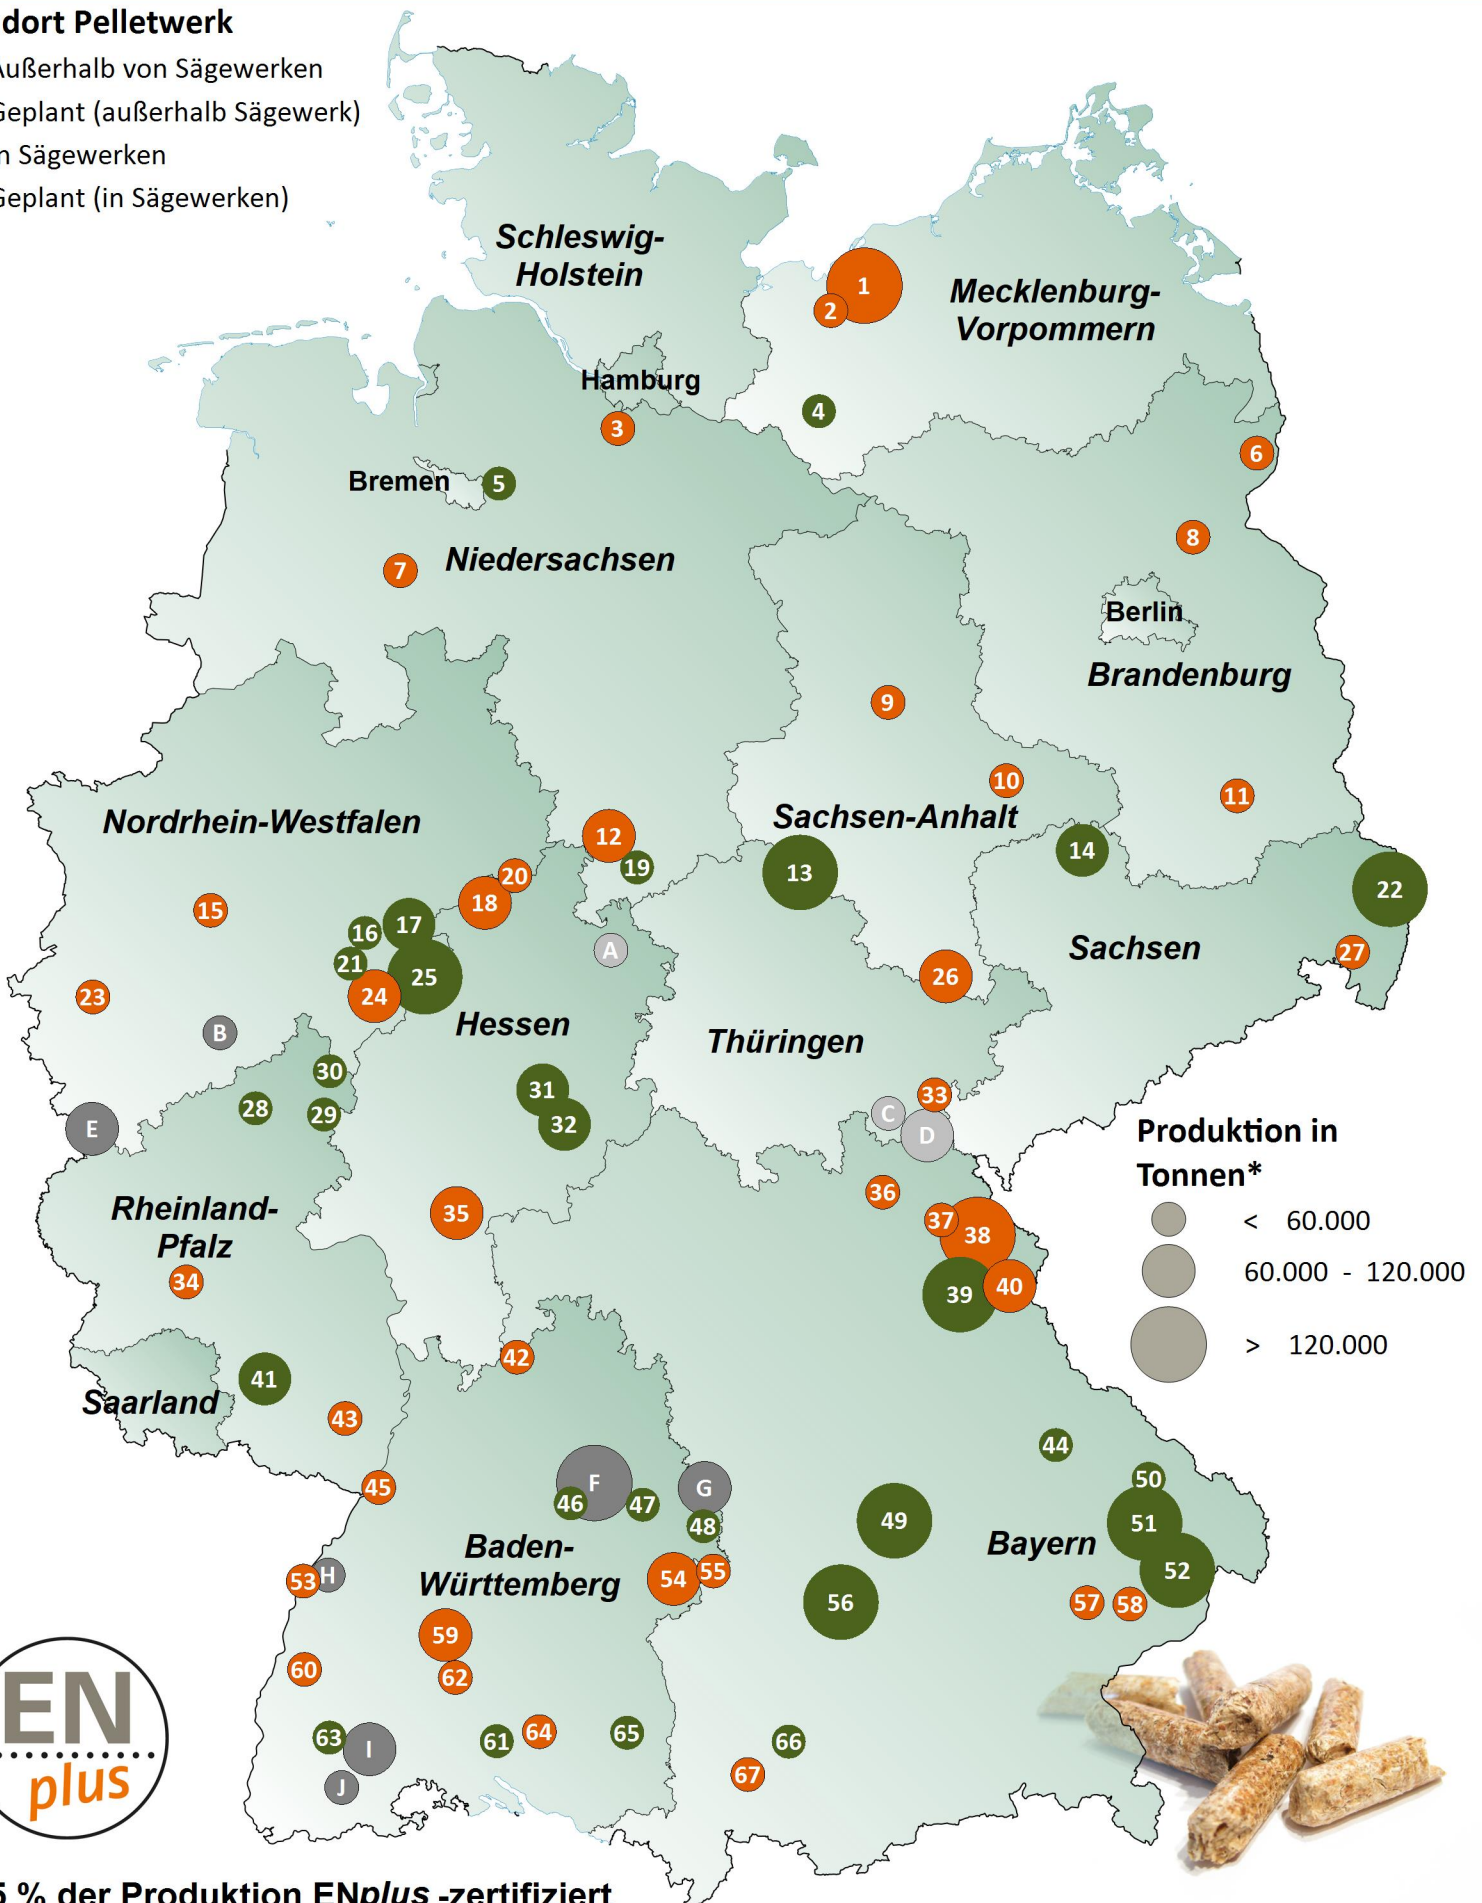 dort Pelletwerk
Außerhalb von Sägewerken
Geplant (außerhalb Sägewerk)
n Sägewerken
Geplant (in Sägewerken)
Schleswig-
Holstein
1
2
Mecklenburg-
Vorpommern
Hamburg
3
4
6
Bremen
5
8
7
Niedersachsen
Berlin
Brandenburg
9
10
11
Nordrhein-Westfalen
Sachsen-Anhalt
12
19
13
14
22
20
18
15
16
17
21
25
24
A
26
Sachsen
27
23
B
Hessen
Thüringen
30
28
29
31
32
33
C
D
E
Produktion in
Tonnen*
< 60.000
60.000 - 120.000
> 120.000
36
37
38
39
40
Rheinland-
Pfalz
35
34
42
41
Saarland
43
45
44
50
51
52
F
46
47
G
48
49
Bayern
Baden-
Württemberg
53
H
54
55
56
57
58
59
62
60
63
I
J
61
64
65
66
67
EN
plus
5 % der Produktion ENplus -zertifiziert